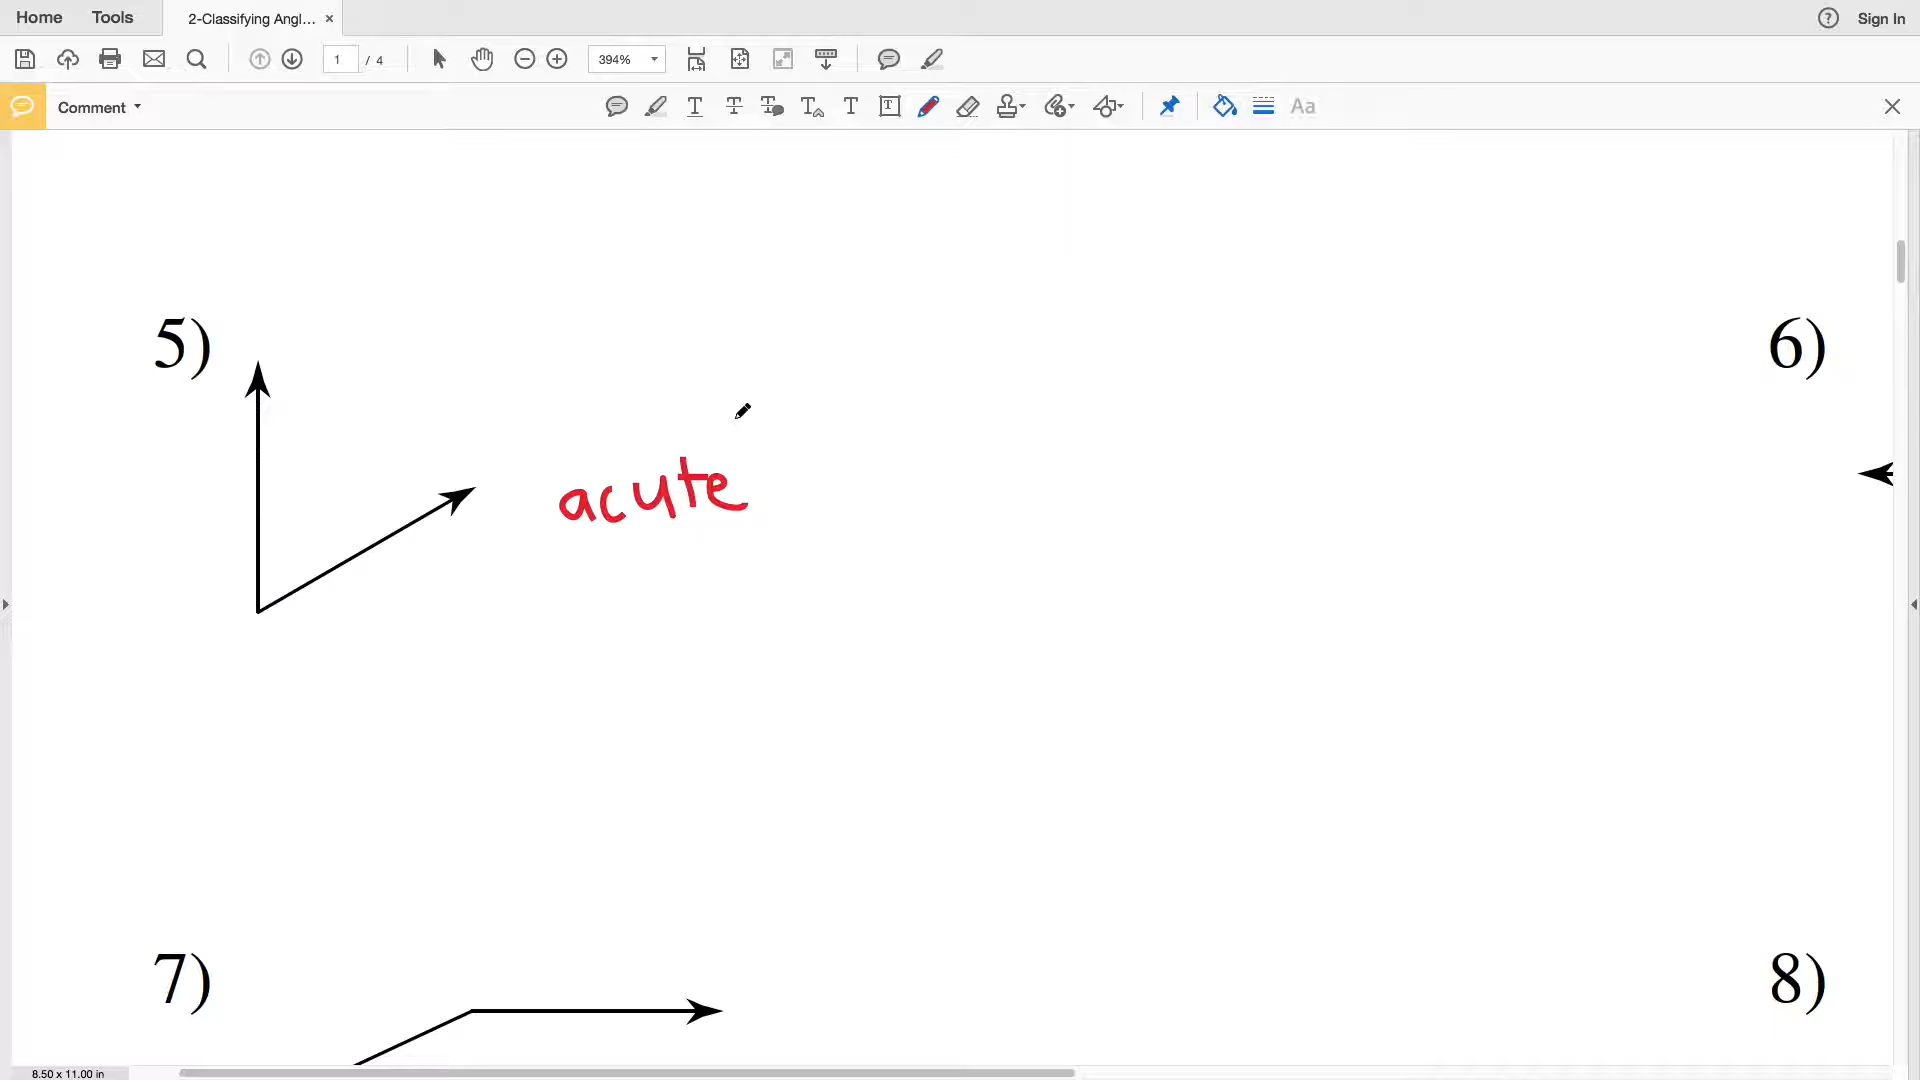 Home Tools 2-Classifying Angl... × ? Sign In
1 / 4 394%
Comment T T T T T T Aa
5) 6)
acute
7) 8)
8.50 x 11.00 in